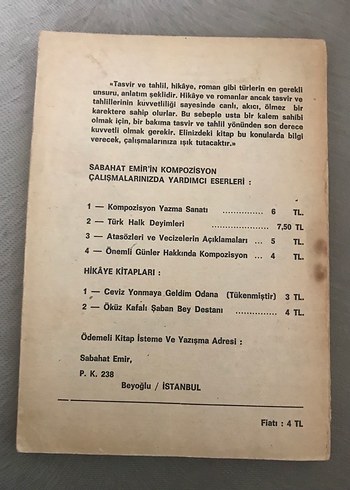 «Tasvir ve tahlil, hikâye, roman gibi türlerin en gerekli
unsuru, anlatım şeklidir. Hikâye ve romanlar ancak tasvir ve
tahlillerinin kuvvetliliği sayesinde canlı, akıcı, ölmez bir
karektere sahip olurlar. Bu sebeple usta bir kalem sahibi
olmak için, bir bakıma tasvir ve tahlil yönünden son derece
kuvvetli olmak gerekir. Elinizdeki kitap bu konularda bilgi
verecek, çalışmalarınıza ışık tutacaktır.»
SABAHAT EMİR'İN KOMPOZİSYON
ÇALIŞMALARINIZDA YARDIMCI ESERLERİ :
1 — Kompozisyon Yazma Sanatı ............... 6 TL.
2 — Türk Halk Deyimleri ............... 7,50 TL.
3 — Atasözleri ve Vecizelerin Açıklamaları ... 5 TL.
4 — Önemli Günler Hakkında Kompozisyon ... 4 TL.
HİKÂYE KİTAPLARI :
1 — Ceviz Yonmaya Geldim Odana (Tükenmiştir) 3 TL.
2 — Öküz Kafalı Şaban Bey Destanı ............ 4 TL.
Ödemeli Kitap İsteme Ve Yazışma Adresi :
Sabahat Emir,
P. K. 238
Beyoğlu / İSTANBUL
Fiatı : 4 TL